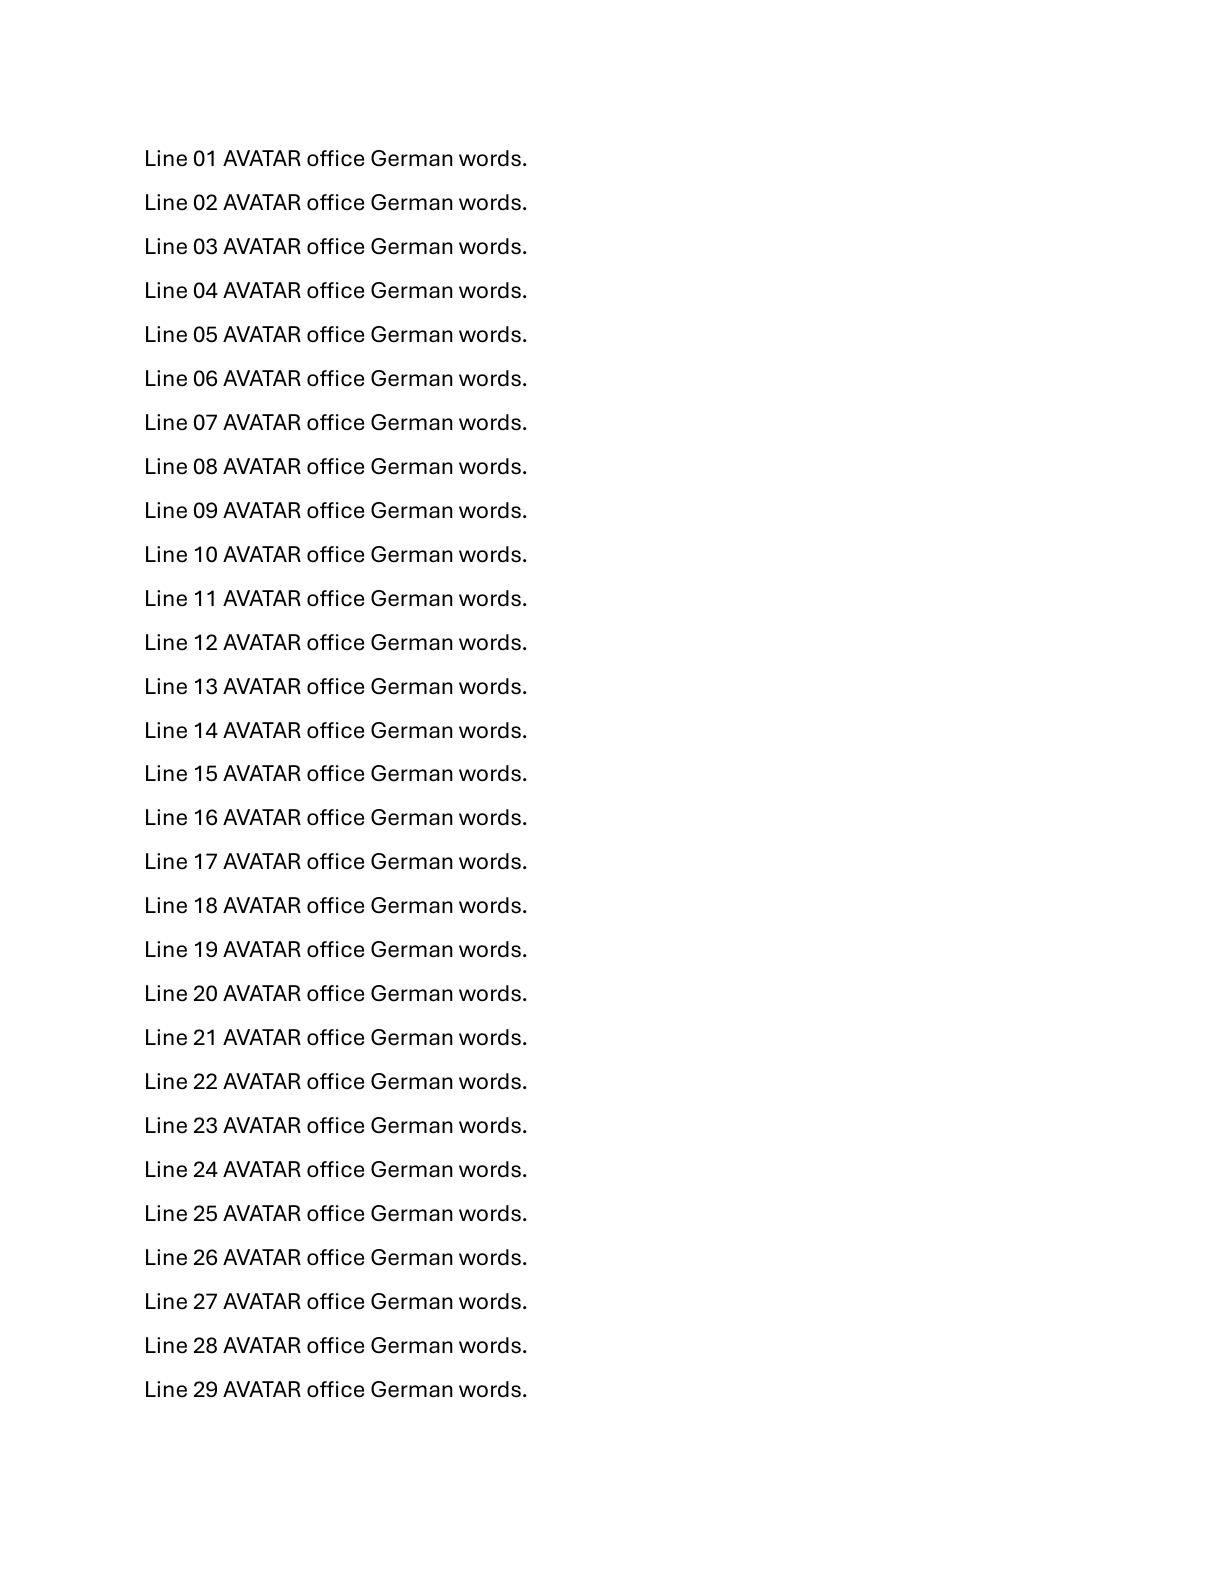 Line 01 AVATAR office German words.
Line 02 AVATAR office German words.
Line 03 AVATAR office German words.
Line 04 AVATAR office German words.
Line 05 AVATAR office German words.
Line 06 AVATAR office German words.
Line 07 AVATAR office German words.
Line 08 AVATAR office German words.
Line 09 AVATAR office German words.
Line 10 AVATAR office German words.
Line 11 AVATAR office German words.
Line 12 AVATAR office German words.
Line 13 AVATAR office German words.
Line 14 AVATAR office German words.
Line 15 AVATAR office German words.
Line 16 AVATAR office German words.
Line 17 AVATAR office German words.
Line 18 AVATAR office German words.
Line 19 AVATAR office German words.
Line 20 AVATAR office German words.
Line 21 AVATAR office German words.
Line 22 AVATAR office German words.
Line 23 AVATAR office German words.
Line 24 AVATAR office German words.
Line 25 AVATAR office German words.
Line 26 AVATAR office German words.
Line 27 AVATAR office German words.
Line 28 AVATAR office German words.
Line 29 AVATAR office German words.